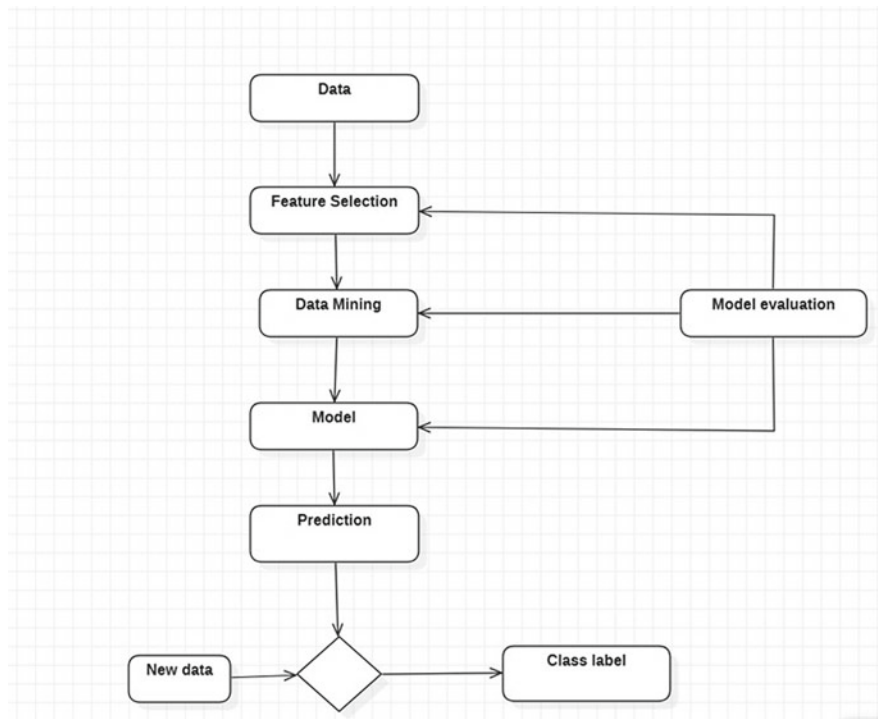 Data
Feature Selection
Data Mining
Model evaluation
Model
Prediction
New data
Class label